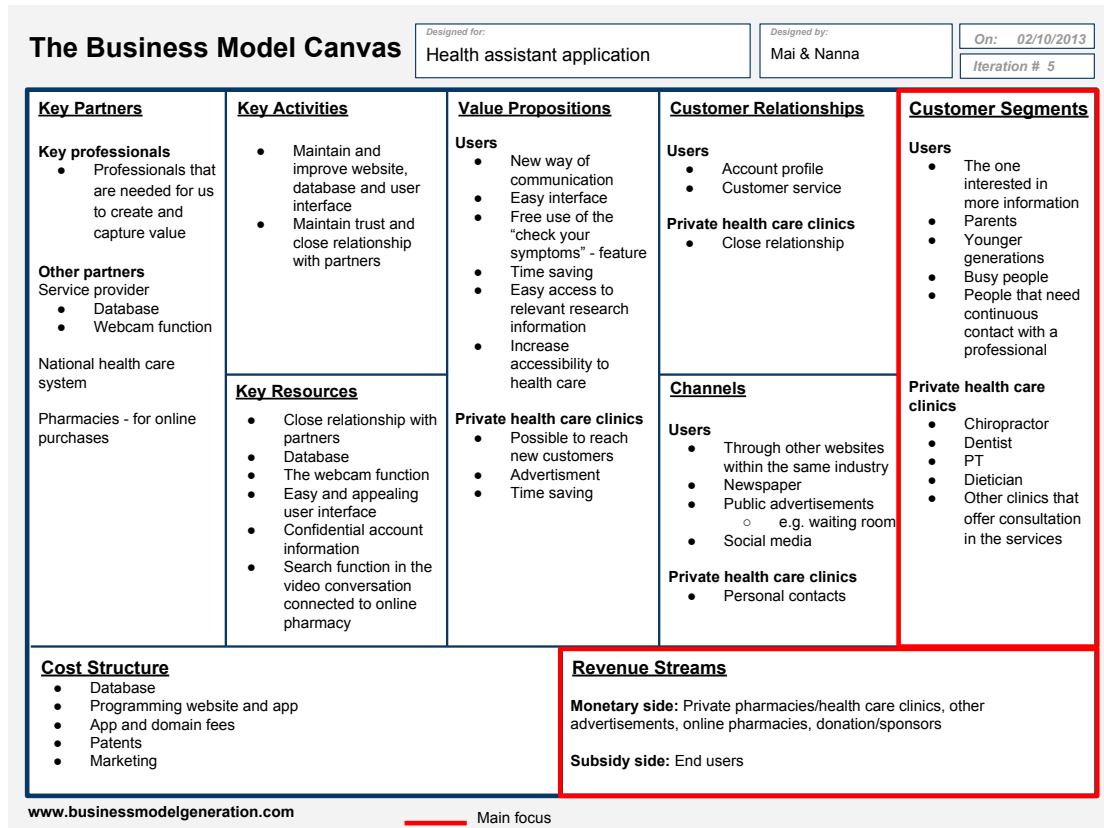 The Business Model Canvas
Designed for:
Health assistant application
Designed by:
Mai & Nanna
On: 02/10/2013
Iteration # 5
Key Partners
Key professionals
● Professionals that
are needed for us
to create and
capture value
Other partners
Service provider
● Database
● Webcam function
National health care
system
Pharmacies - for online
purchases
Key Activities
● Maintain and
improve website,
database and user
interface
● Maintain trust and
close relationship
with partners
Key Resources
● Close relationship with
partners
● Database
● The webcam function
● Easy and appealing
user interface
● Confidential account
information
● Search function in the
video conversation
connected to online
pharmacy
Value Propositions
Users
● New way of
communication
● Easy interface
● Free use of the
“check your
symptoms” - feature
● Time saving
● Easy access to
relevant research
information
● Increase
accessibility to
health care
Private health care clinics
● Possible to reach
new customers
● Advertisment
● Time saving
Customer Relationships
Users
● Account profile
● Customer service
Private health care clinics
● Close relationship
Channels
Users
● Through other websites
within the same industry
● Newspaper
● Public advertisements
○ e.g. waiting room
● Social media
Private health care clinics
● Personal contacts
Customer Segments
Users
● The one
interested in
more information
● Parents
● Younger
generations
● Busy people
● People that need
continuous
contact with a
professional
Private health care
clinics
● Chiropractor
● Dentist
● PT
● Dietician
● Other clinics that
offer consultation
in the services
Cost Structure
● Database
● Programming website and app
● App and domain fees
● Patents
● Marketing
Revenue Streams
Monetary side: Private pharmacies/health care clinics, other
advertisements, online pharmacies, donation/sponsors
Subsidy side: End users
www.businessmodelgeneration.com
Main focus